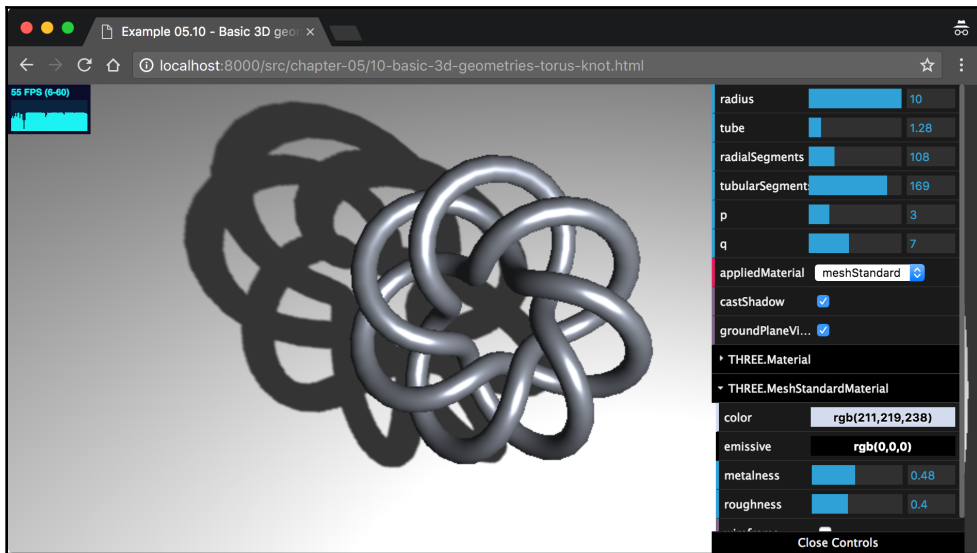 Example 05.10 - Basic 3D geo
localhost:8000/src/chapter-05/10-basic-3d-geometries-torus-knot.html
55 FPS (6-60)
radius 10
tube 1.28
radialSegments 108
tubularSegments 169
p 3
q 7
appliedMaterial meshStandard
castShadow
groundPlaneVi...
THREE.Material
THREE.MeshStandardMaterial
color rgb(211,219,238)
emissive rgb(0,0,0)
metalness 0.48
roughness 0.4
Close Controls